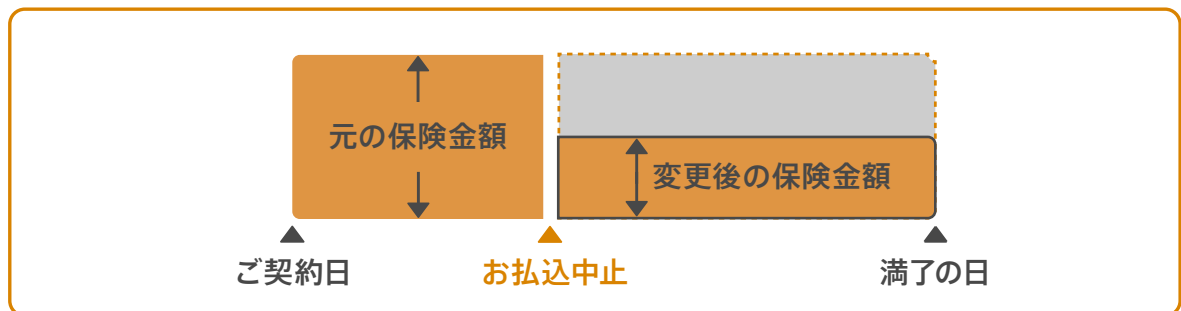 元の保険金額
変更後の保険金額
ご契約日
お払込中止
満了の日